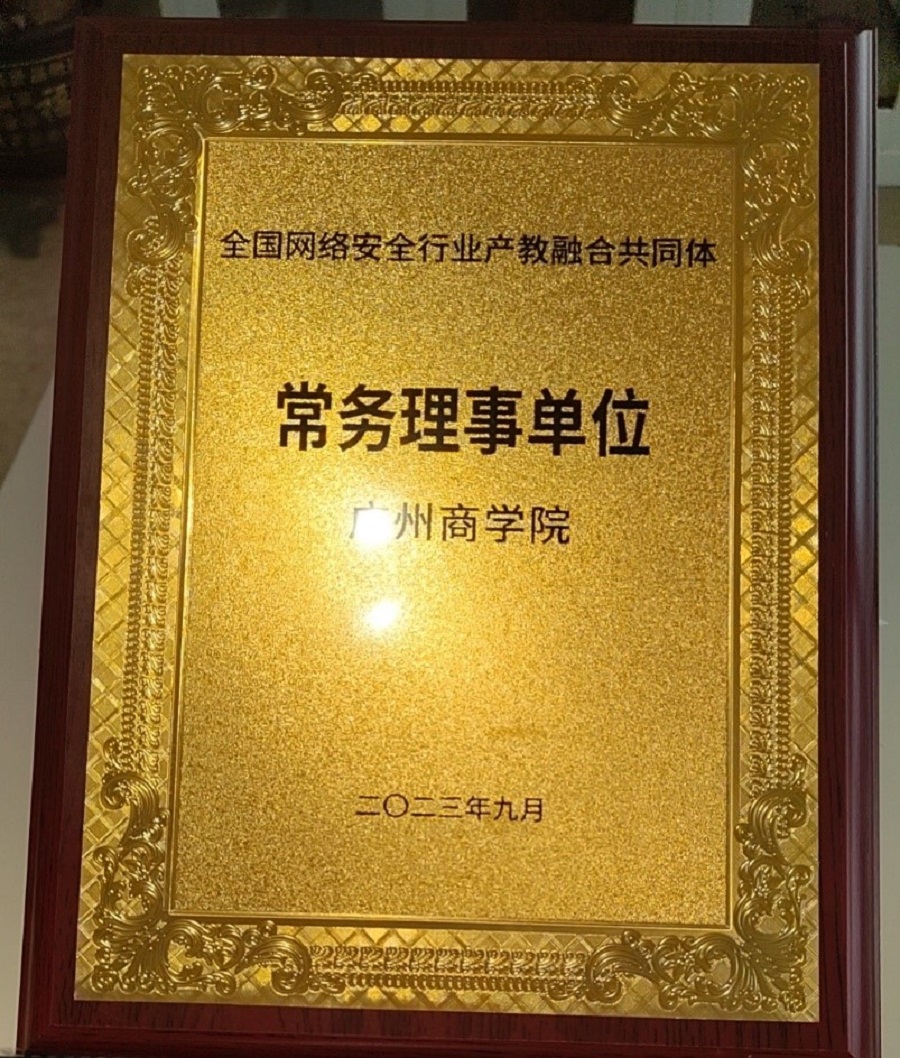 全国网络安全行业产教融合共同体
常务理事单位
广州商学院
二〇二三年九月